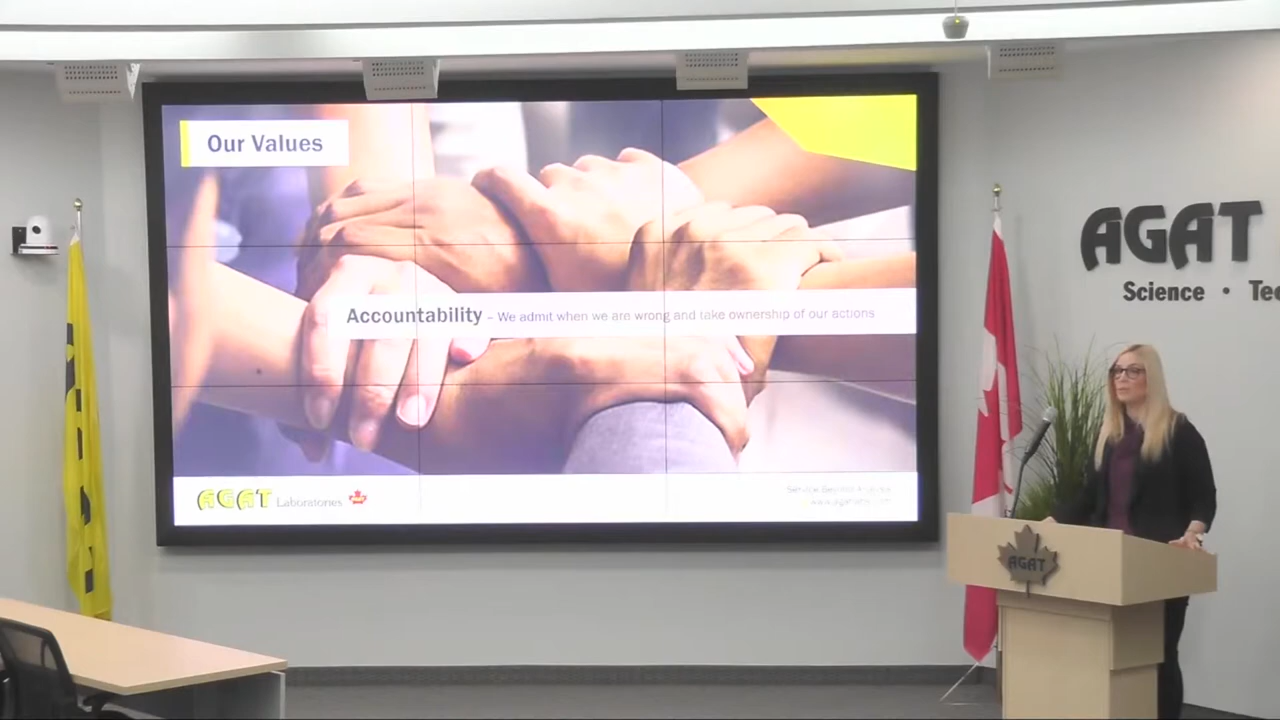 Our Values
Accountability – We admit when we are wrong and take ownership of our actions
AGAT Laboratories
AGAT
Science •
AGAT